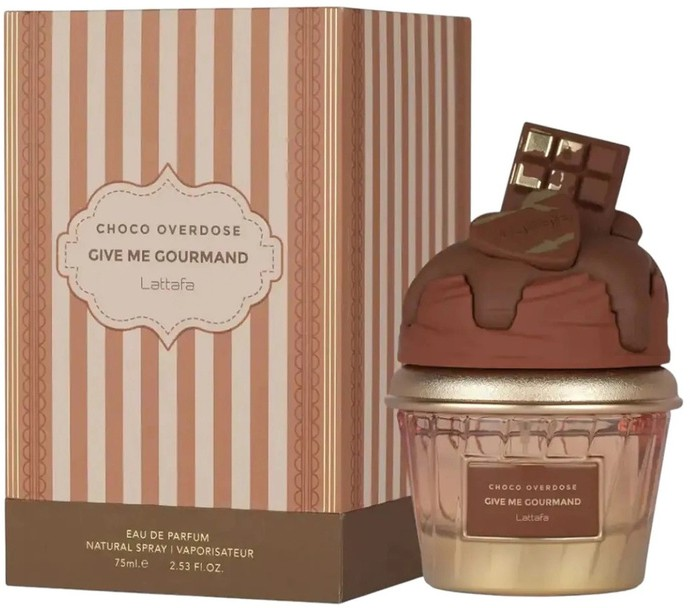 CHOCO OVERDOSE
GIVE ME GOURMAND
Lattafa
EAU DE PARFUM
NATURAL SPRAY | VAPORISATEUR
75ml.e 2.53 Fl.OZ.
CHOCO OVERDOSE
GIVE ME GOURMAND
Lattafa